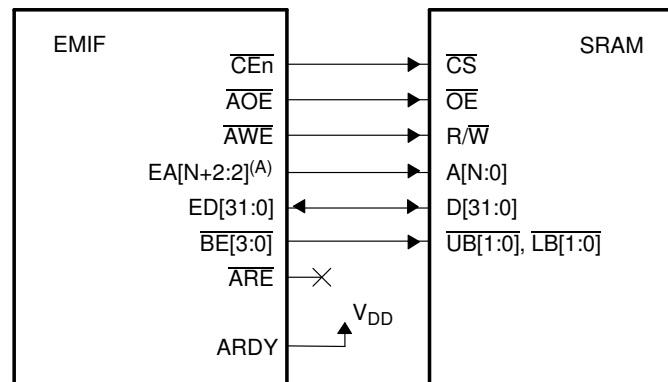 EMIF SRAM
CEn CS
AOE OE
AWE R/W
EA[N+2:2](A) A[N:0]
ED[31:0] D[31:0]
BE[3:0] UB[1:0], LB[1:0]
ARE
VDD
ARDY